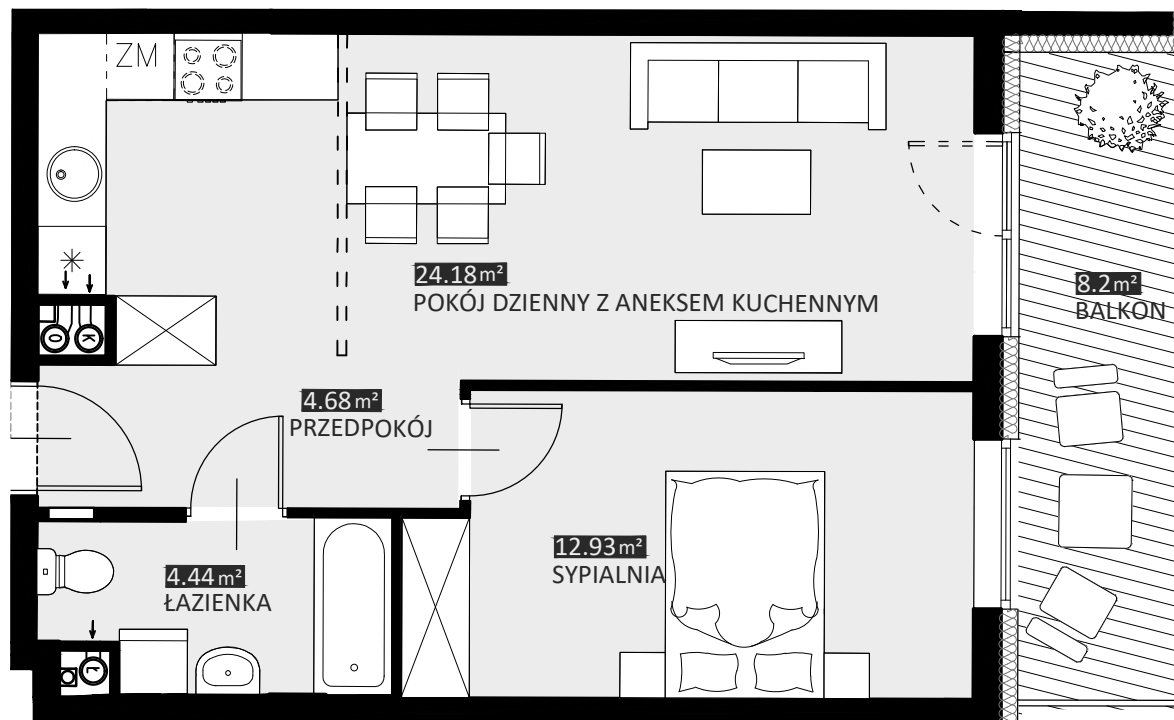 ZM
24.18 m²
POKÓJ DZIENNY Z ANEKSEM KUCHENNYM
8.2 m²
BALKON
O K
4.68 m²
PRZEDPOKÓJ
12.93 m²
SYPIALNIA
4.44 m²
ŁAZIENKA
Ł